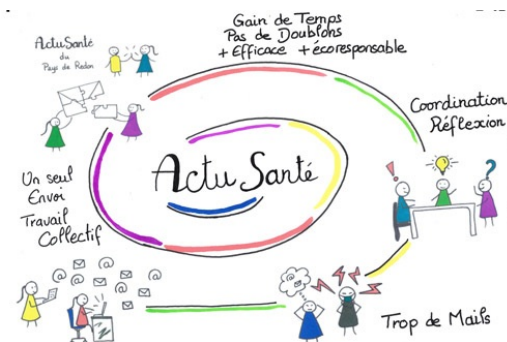 ActuSanté
du
Pays de Redon
Gain de Temps
Pas de Doublons
+ Efficace + écoresponsable
Coordination
Réflexion
! ?
Actu Santé
Un seul
Envoi
Travail
Collectif
@ @ @
@ @
@
Trop de Mails